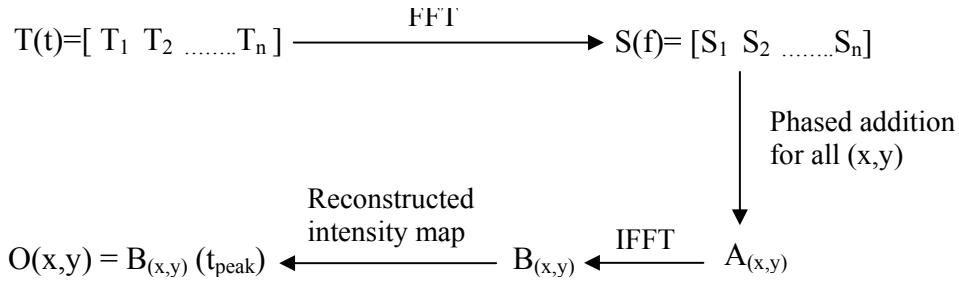 FFT
T(t)=[ T1 T2 ........Tn ]
S(f)= [S1 S2 ........Sn]
Phased addition
for all (x,y)
Reconstructed
intensity map
IFFT
O(x,y) = B(x,y) (tpeak)
B(x,y)
A(x,y)